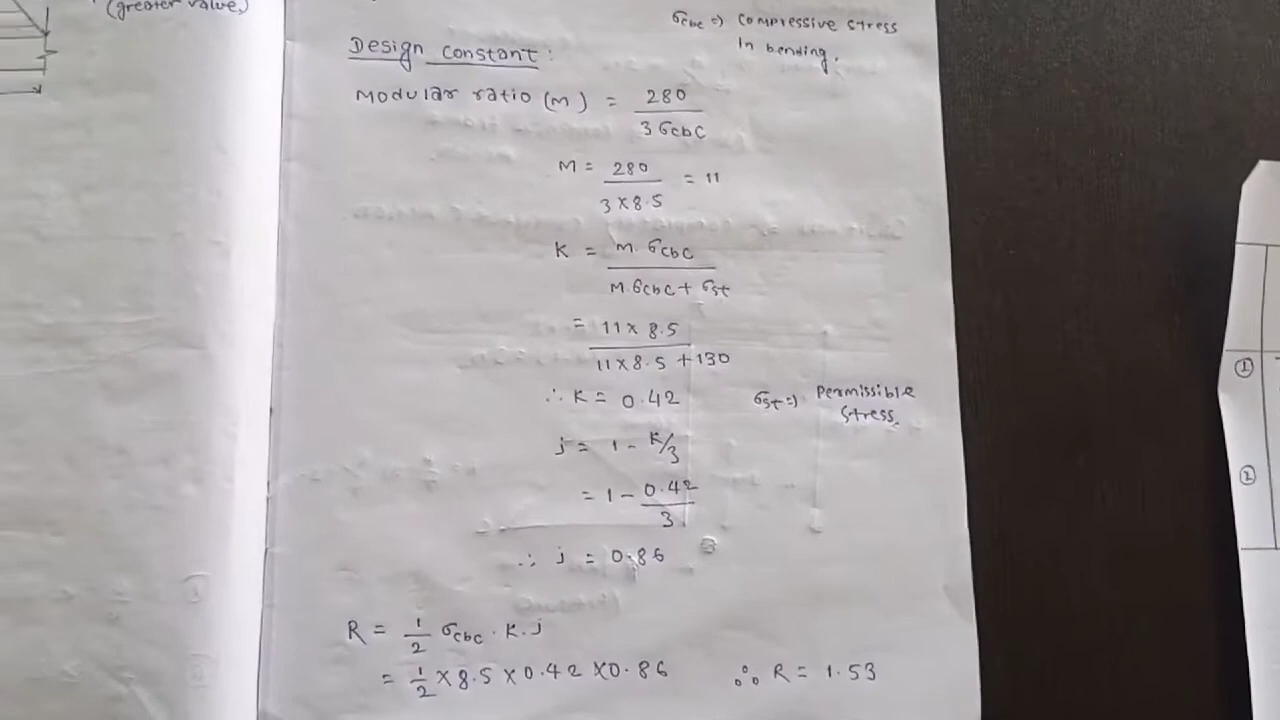 (greater value)
σcbc ⇒ compressive stress
in bending.
Design constant:
Modular ratio (m) = 280 / 3σcbc
M = 280 / 3×8.5 = 11
K = m.σcbc / m.σcbc + σst
= 11 × 8.5 / 11×8.5 + 130
∴ K = 0.42
σst ⇒ Permissible
stress.
j = 1 - K/3
= 1 - 0.42 / 3
∴ j = 0.86
R = 1/2 σcbc . K . j
= 1/2 × 8.5 × 0.42 × 0.86 ∴ R = 1.53
①
②